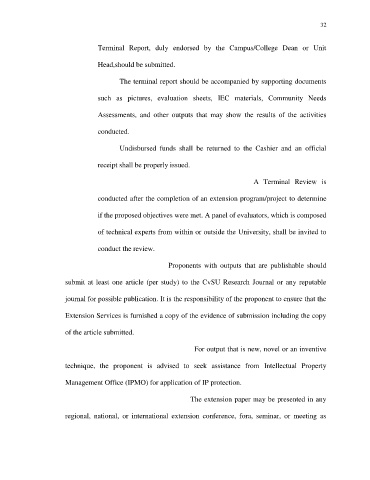 32
Terminal Report, duly endorsed by the Campus/College Dean or Unit
Head,should be submitted.
The terminal report should be accompanied by supporting documents
such as pictures, evaluation sheets, IEC materials, Community Needs
Assessments, and other outputs that may show the results of the activities
conducted.
Undisbursed funds shall be returned to the Cashier and an official
receipt shall be properly issued.
A Terminal Review is
conducted after the completion of an extension program/project to determine
if the proposed objectives were met. A panel of evaluators, which is composed
of technical experts from within or outside the University, shall be invited to
conduct the review.
Proponents with outputs that are publishable should
submit at least one article (per study) to the CvSU Research Journal or any reputable
journal for possible publication. It is the responsibility of the proponent to ensure that the
Extension Services is furnished a copy of the evidence of submission including the copy
of the article submitted.
For output that is new, novel or an inventive
technique, the proponent is advised to seek assistance from Intellectual Property
Management Office (IPMO) for application of IP protection.
The extension paper may be presented in any
regional, national, or international extension conference, fora, seminar, or meeting as